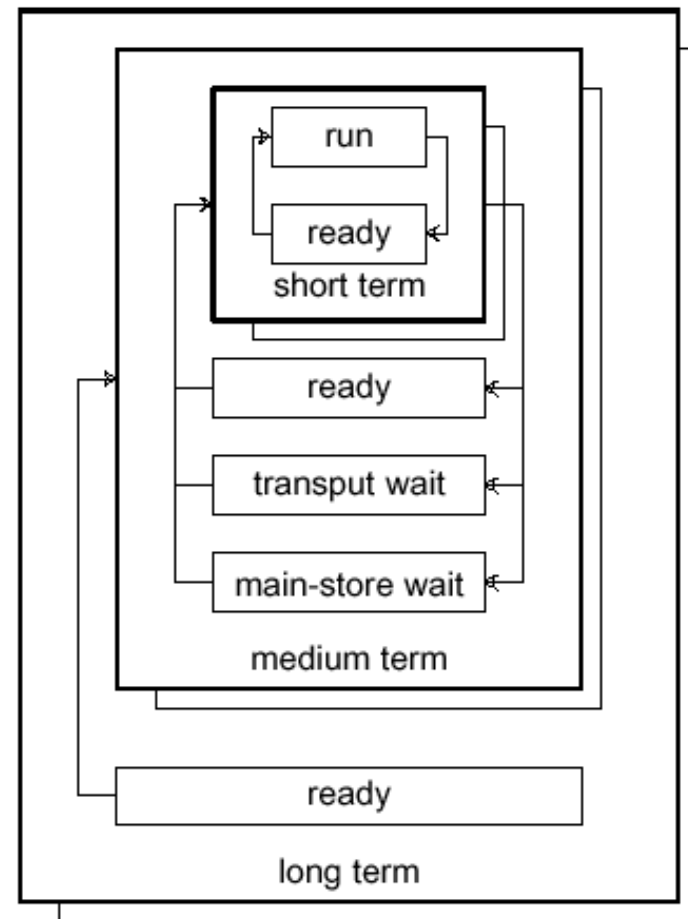 run
ready
short term
ready
transput wait
main-store wait
medium term
ready
long term